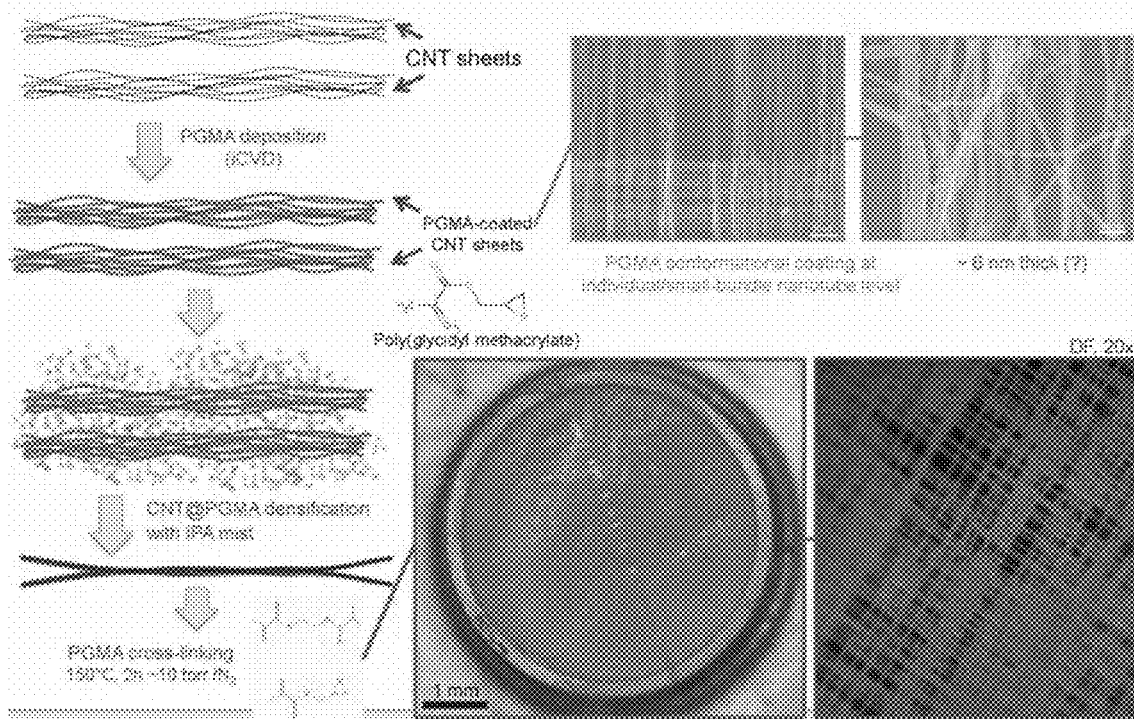 CNT sheets
PGMA deposition
(iCVD)
PGMA-coated
CNT sheets
PGMA conformational coating at
individual/small-bundle nanotube level
~ 6 nm thick (?)
Poly(glycidyl methacrylate)
DF, 20x
CNT@PGMA densification
with IPA mist
PGMA cross-linking
150°C, 2h ~10 torr /N2
1 mm